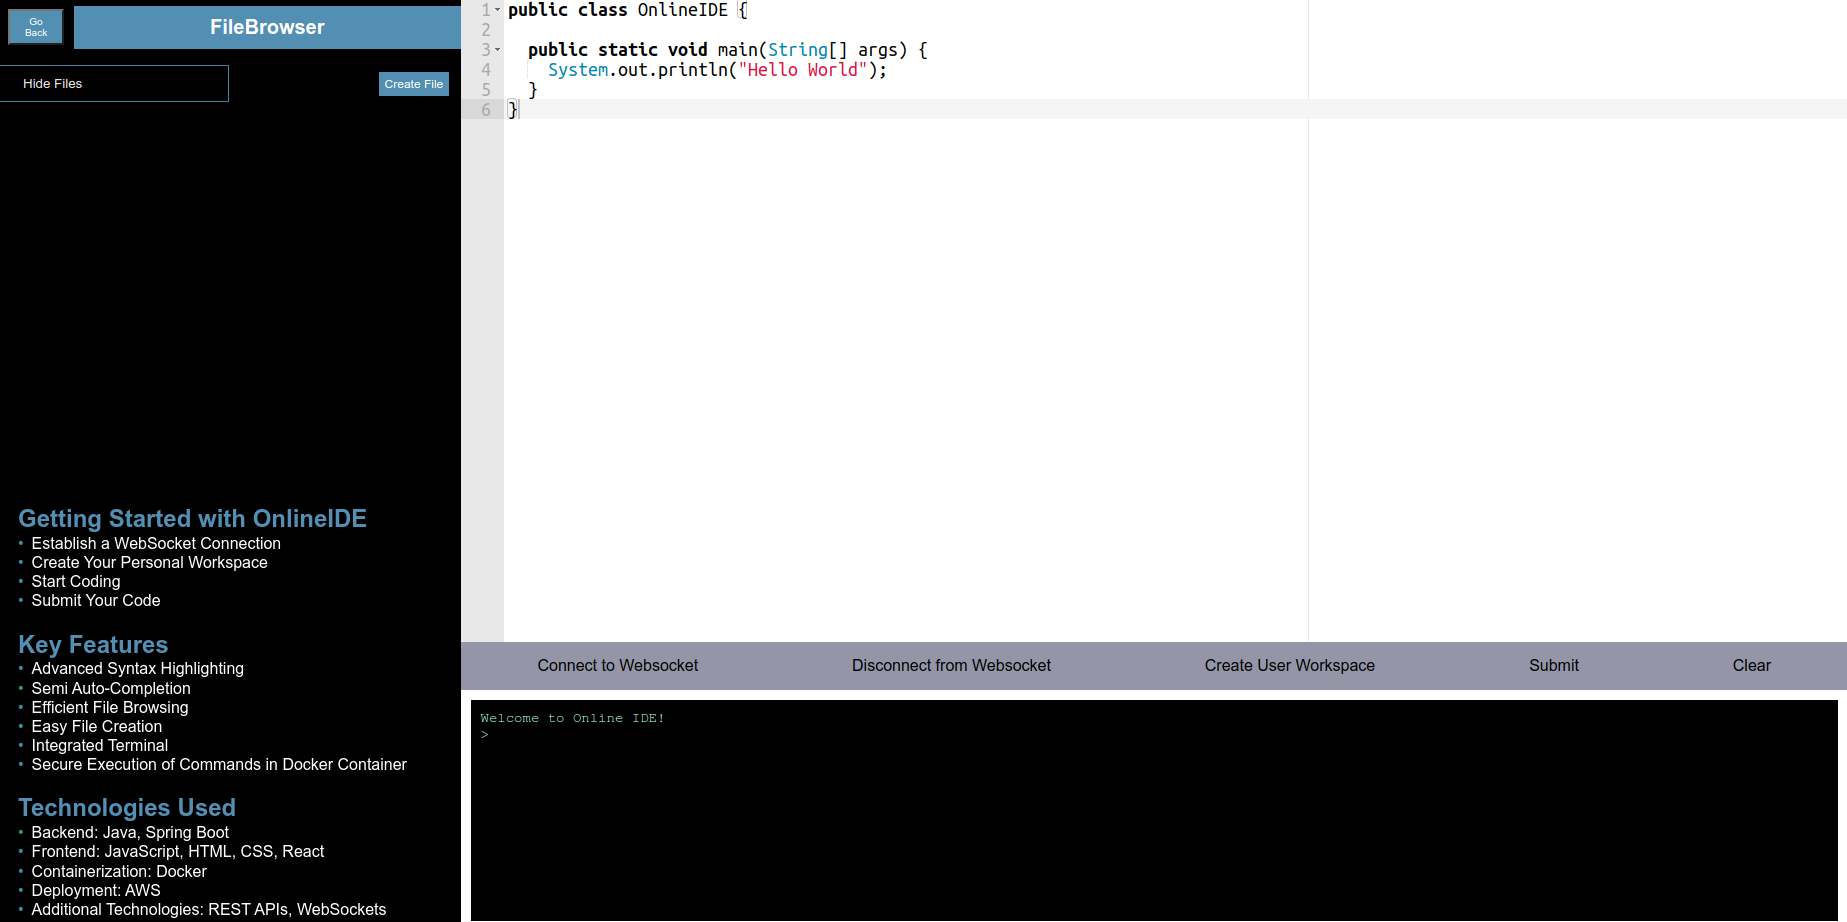 Go
Back
FileBrowser
Hide Files
Create File
Getting Started with OnlineIDE
• Establish a WebSocket Connection
• Create Your Personal Workspace
• Start Coding
• Submit Your Code
Key Features
• Advanced Syntax Highlighting
• Semi Auto-Completion
• Efficient File Browsing
• Easy File Creation
• Integrated Terminal
• Secure Execution of Commands in Docker Container
Technologies Used
• Backend: Java, Spring Boot
• Frontend: JavaScript, HTML, CSS, React
• Containerization: Docker
• Deployment: AWS
• Additional Technologies: REST APIs, WebSockets
1 public class OnlineIDE {
2
3   public static void main(String[] args) {
4     System.out.println("Hello World");
5   }
6 }
Connect to Websocket
Disconnect from Websocket
Create User Workspace
Submit
Clear
Welcome to Online IDE!
>